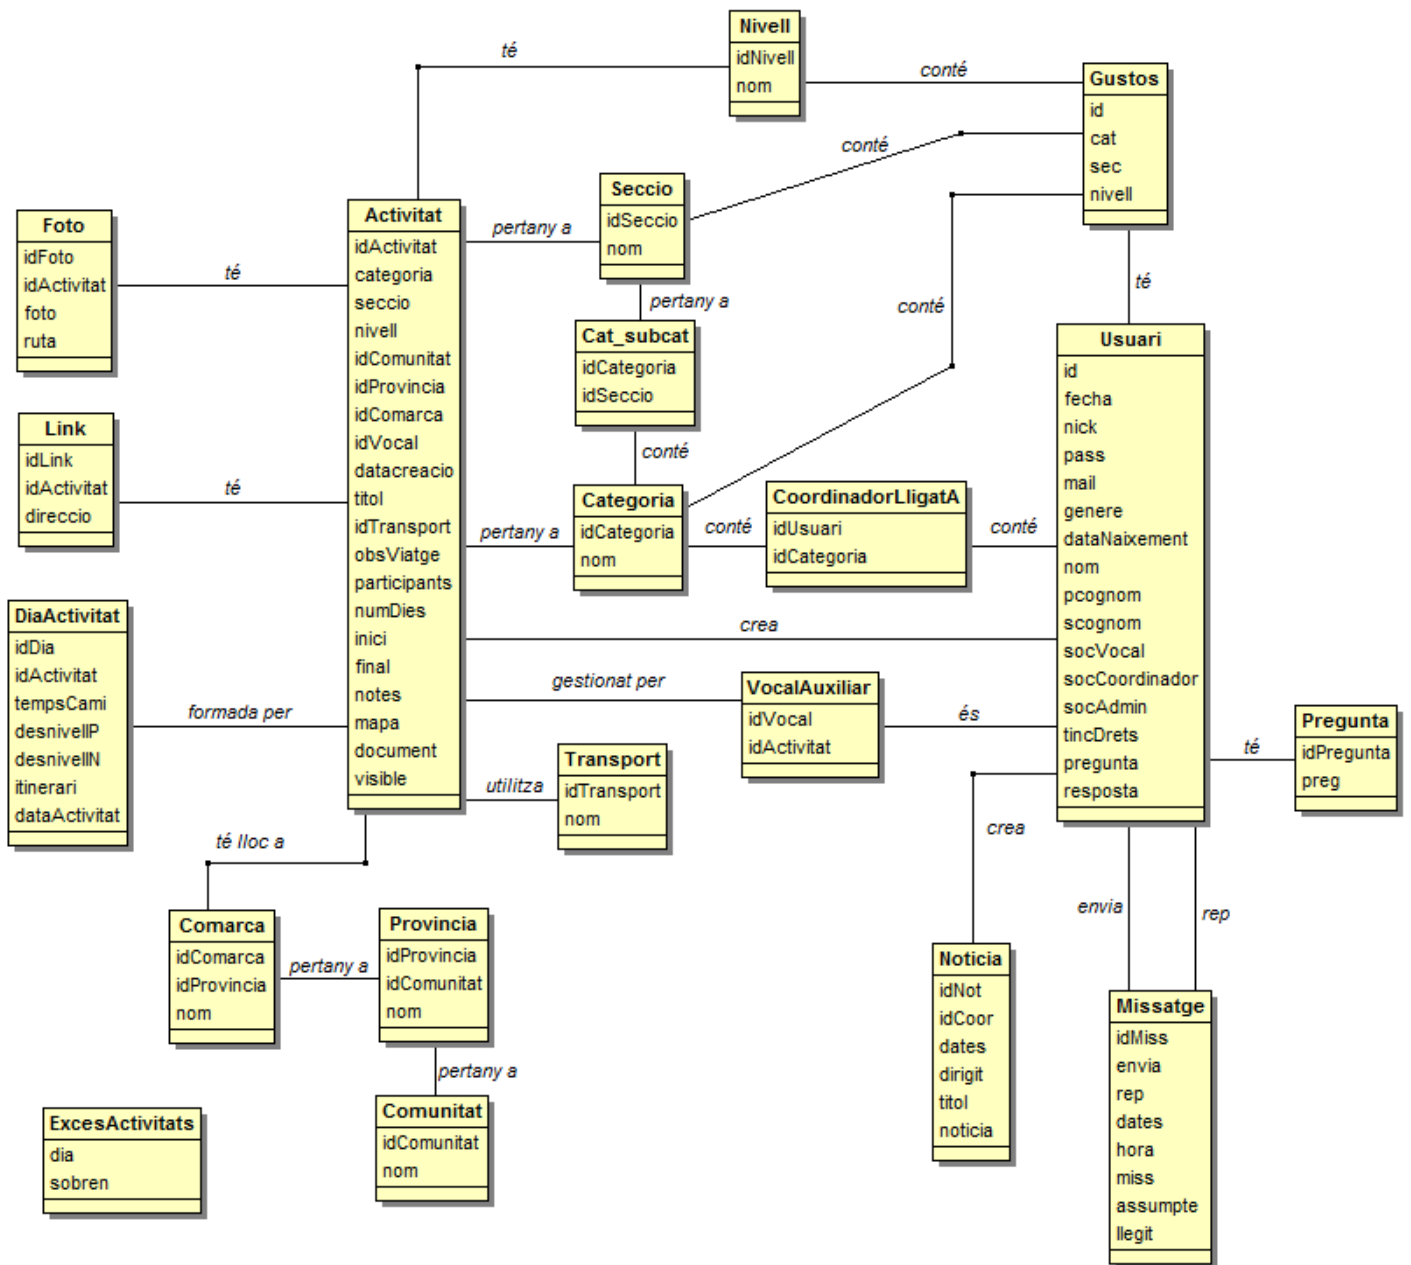 Nivell
idNivell
nom
té
conté
Gustos
id
cat
sec
nivell
conté
Seccio
idSeccio
nom
pertany a
Activitat
idActivitat
categoria
seccio
nivell
idComunitat
idProvincia
idComarca
idVocal
datacreacio
titol
idTransport
obsViatge
participants
numDies
inici
final
notes
mapa
document
visible
Foto
idFoto
idActivitat
foto
ruta
té
pertany a
conté
té
Cat_subcat
idCategoria
idSeccio
Usuari
id
fecha
nick
pass
mail
genere
dataNaixement
nom
pcognom
scognom
socVocal
socCoordinador
socAdmin
tincDrets
pregunta
resposta
Link
idLink
idActivitat
direccio
té
conté
Categoria
idCategoria
nom
pertany a
conté
CoordinadorLligatA
idUsuari
idCategoria
conté
DiaActivitat
idDia
idActivitat
tempsCami
desnivellP
desnivellN
itinerari
dataActivitat
formada per
crea
gestionat per
VocalAuxiliar
idVocal
idActivitat
és
Pregunta
idPregunta
preg
té
Transport
idTransport
nom
utilitza
té lloc a
crea
Comarca
idComarca
idProvincia
nom
pertany a
Provincia
idProvincia
idComunitat
nom
envia
rep
Noticia
idNot
idCoor
dates
dirigit
titol
noticia
Missatge
idMiss
envia
rep
dates
hora
miss
assumpte
llegit
pertany a
Comunitat
idComunitat
nom
ExcesActivitats
dia
sobren